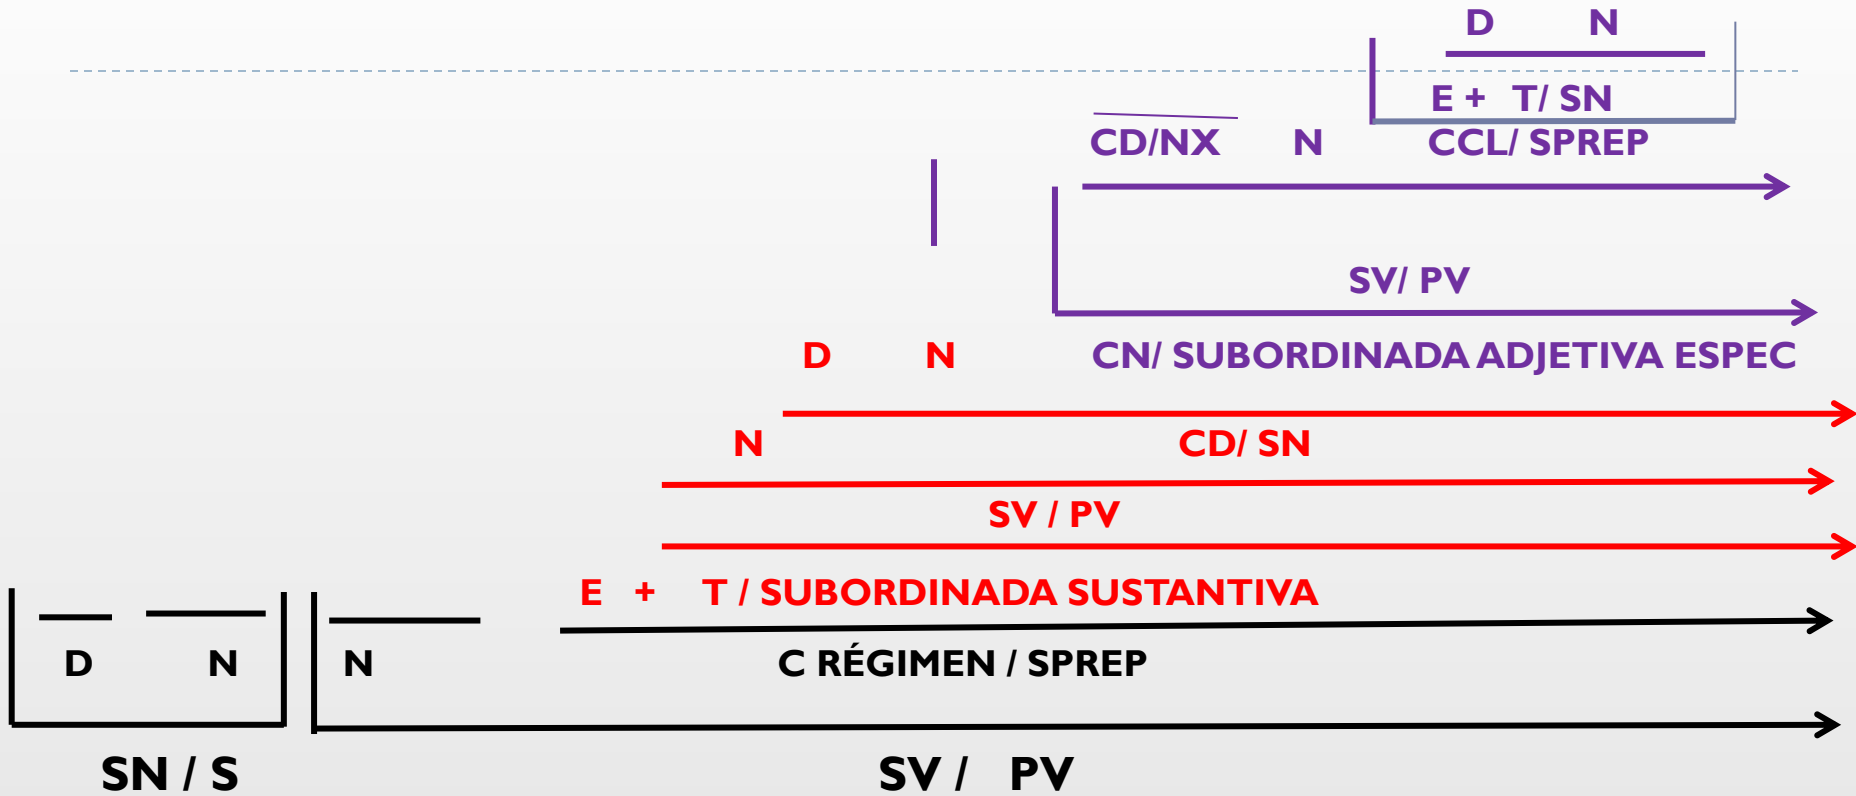 D N
E + T/ SN
CD/NX N CCL/ SPREP
SV/ PV
D N CN/ SUBORDINADA ADJETIVA ESPEC
N CD/ SN
SV / PV
E + T / SUBORDINADA SUSTANTIVA
D N N C RÉGIMEN / SPREP
SN / S SV / PV